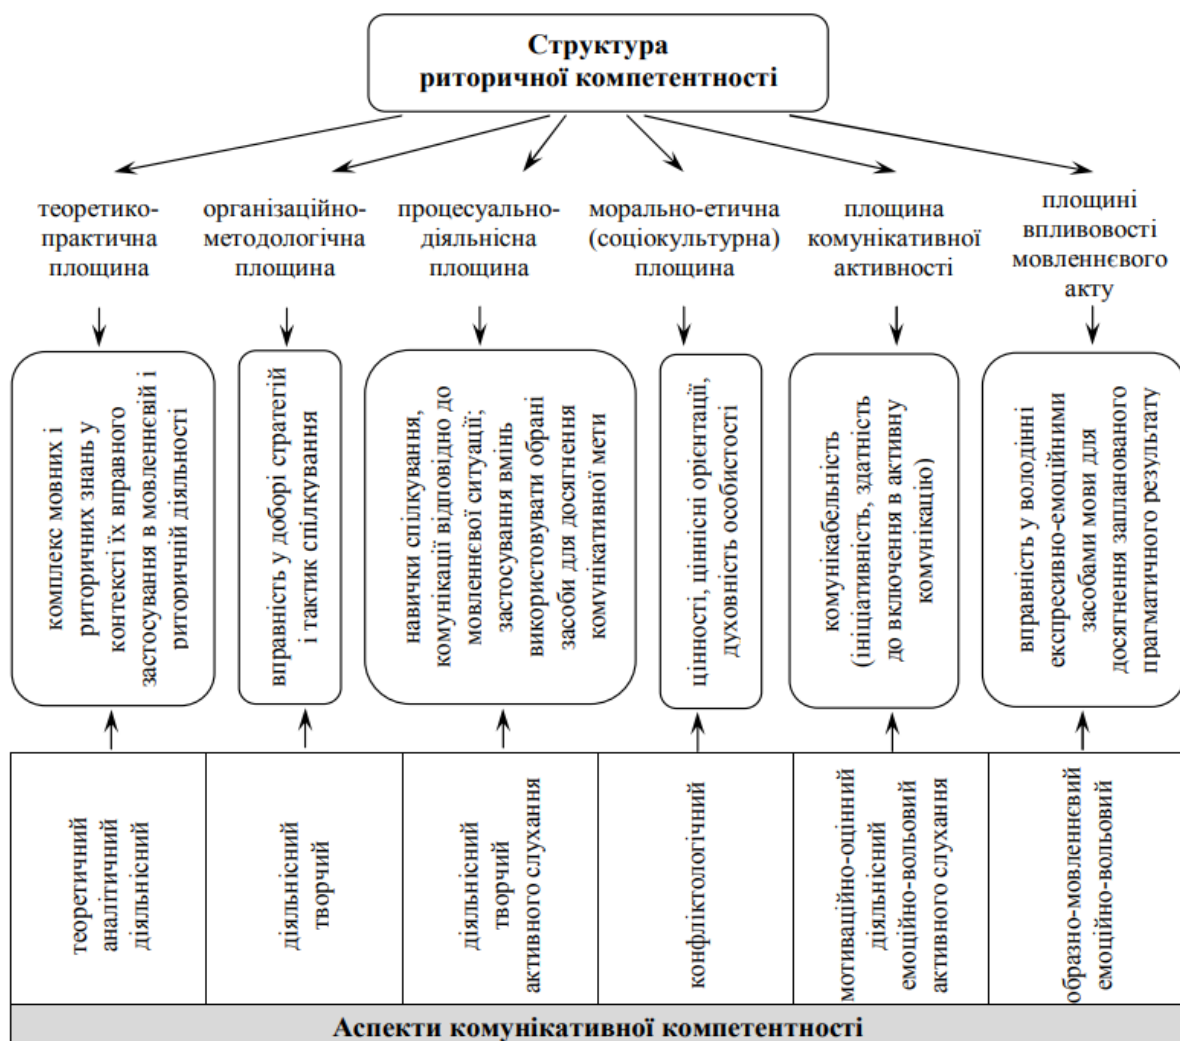 Структура
риторичної компетентності
теоретико-
практична
площина
організаційно-
методологічна
площина
процесуально-
діяльнісна
площина
морально-етична
(соціокультурна)
площина
площина
комунікативної
активності
площині
впливовості
мовленнєвого
акту
комплекс мовних і
риторичних знань у
контексті їх вправного
застосування в мовленнєвій і
риторичній діяльності
вправність у доборі стратегій
і тактик спілкування
навички спілкування,
комунікації відповідно до
мовленнєвої ситуації;
застосування вмінь
використовувати обрані
засоби для досягнення
комунікативної мети
цінності, ціннісні орієнтації,
духовність особистості
комунікабельність
(ініціативність, здатність
до включення в активну
комунікацію)
вправність у володінні
експресивно-емоційними
засобами мови для
досягнення запланованого
прагматичного результату
теоретичний
аналітичний
діяльнісний
діяльнісний
творчий
діяльнісний
творчий
активного слухання
конфліктологічний
мотиваційно-оцінний
діяльнісний
емоційно-вольовий
активного слухання
образно-мовленнєвий
емоційно-вольовий
Аспекти комунікативної компетентності